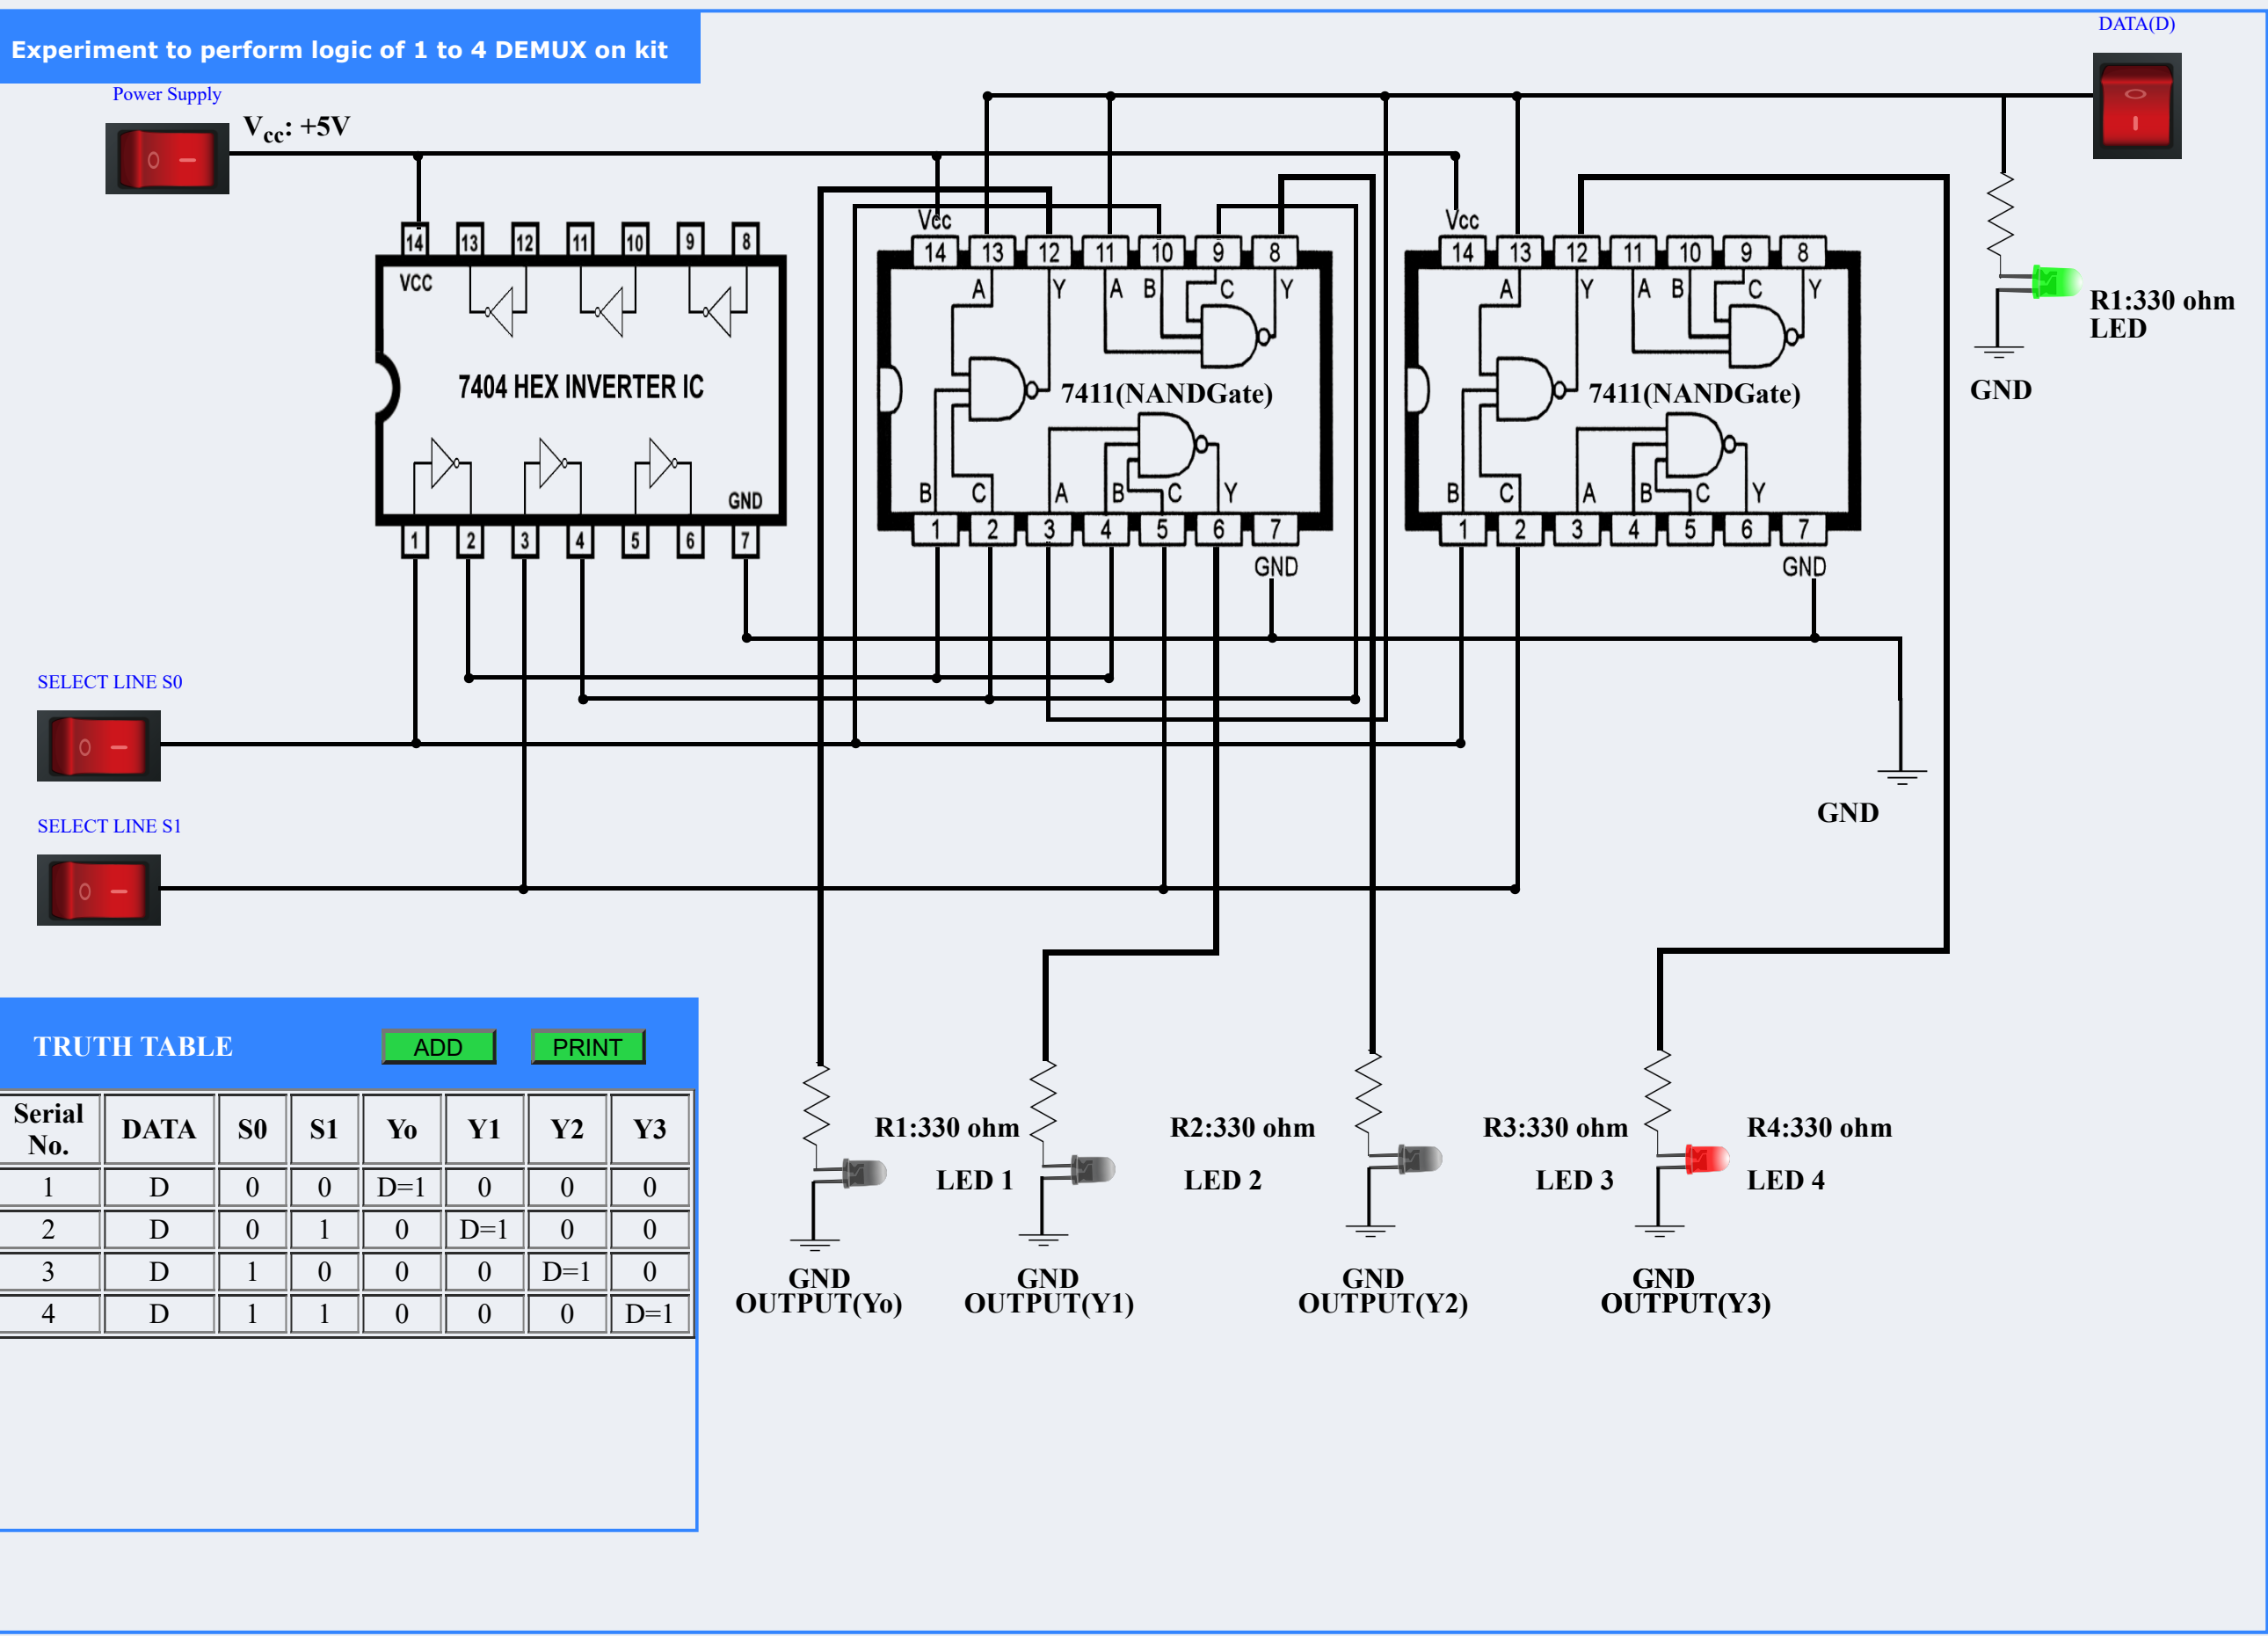 Experiment to perform logic of 1 to 4 DEMUX on kit
DATA(D)
Power Supply
Vcc: +5V
14 13 12 11 10 9 8
VCC
7404 HEX INVERTER IC
GND
1 2 3 4 5 6 7
Vcc
14 13 12 11 10 9 8
A Y A B C Y
7411(NANDGate)
B C A B C Y
1 2 3 4 5 6 7
GND
Vcc
14 13 12 11 10 9 8
A Y A B C Y
7411(NANDGate)
B C A B C Y
1 2 3 4 5 6 7
GND
R1:330 ohm
LED
GND
SELECT LINE S0
GND
SELECT LINE S1
TRUTH TABLE ADD PRINT
Serial No. DATA S0 S1 Yo Y1 Y2 Y3
1 D 0 0 D=1 0 0 0
2 D 0 1 0 D=1 0 0
3 D 1 0 0 0 D=1 0
4 D 1 1 0 0 0 D=1
R1:330 ohm R2:330 ohm R3:330 ohm R4:330 ohm
LED 1 LED 2 LED 3 LED 4
GND GND GND GND
OUTPUT(Yo) OUTPUT(Y1) OUTPUT(Y2) OUTPUT(Y3)